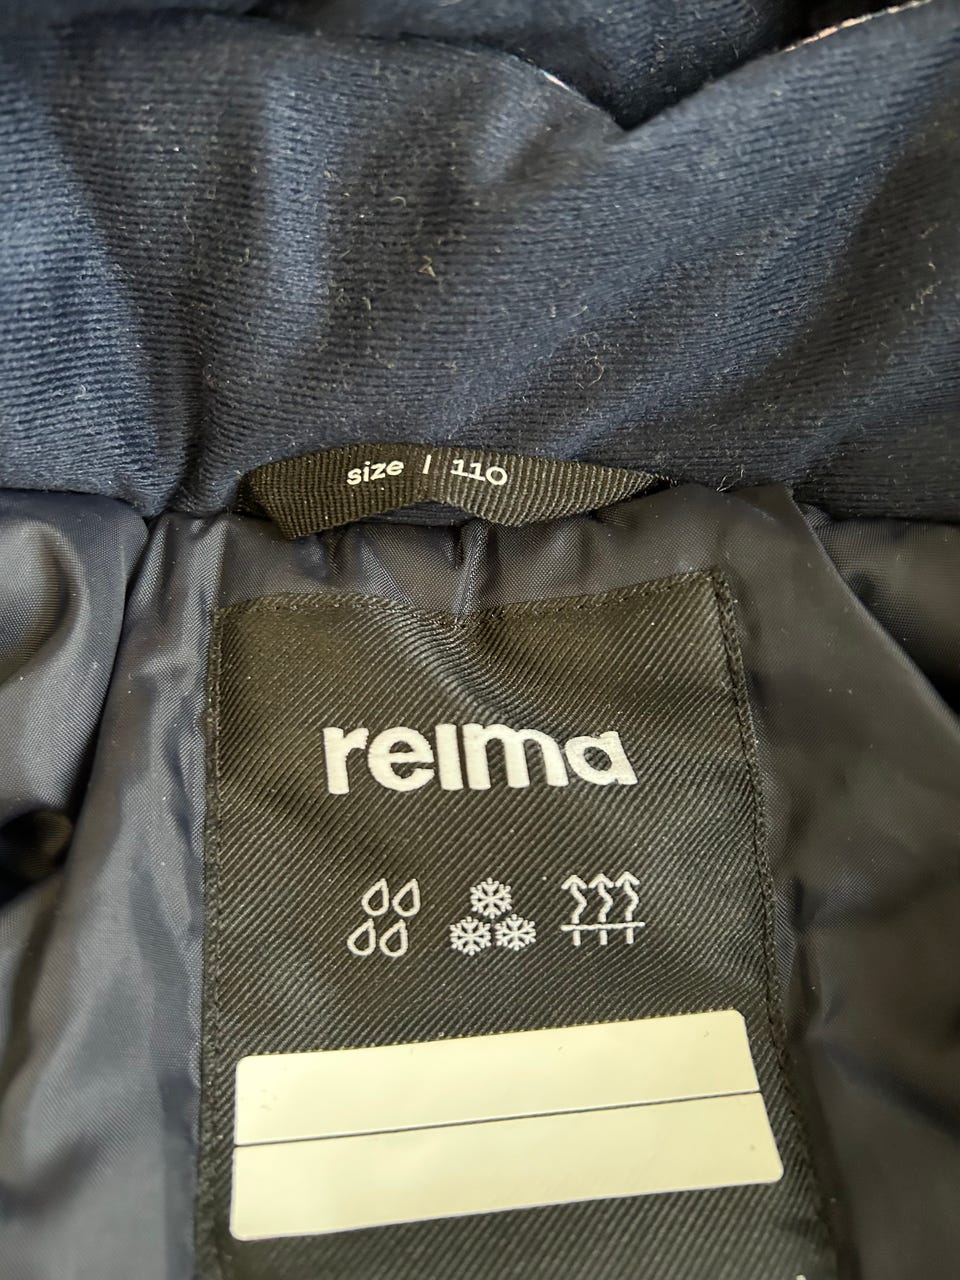 size | 110
reima